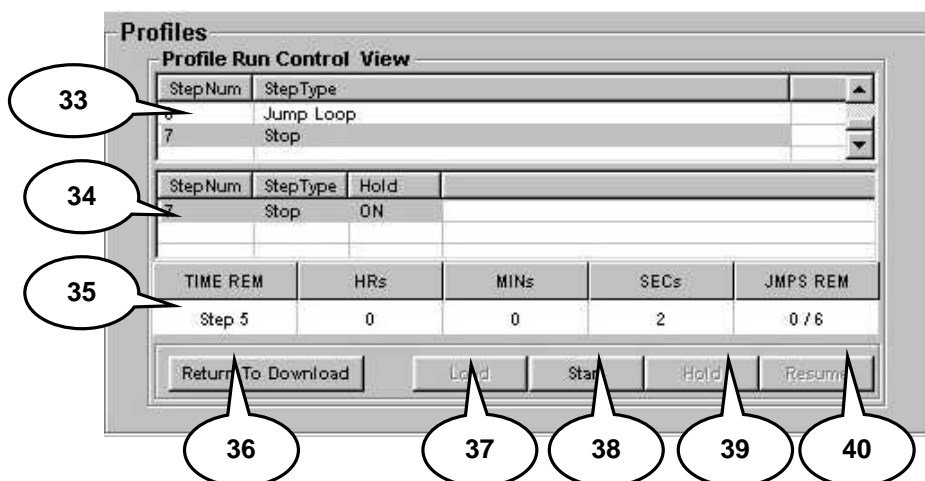 Profiles
Profile Run Control View
StepNum StepType
33
Jump Loop
7 Stop
34
StepNum StepType Hold
7 Stop ON
35
TIME REM HRs MINs SECs JMPS REM
Step 5 0 0 2 0 / 6
Return To Download Load Start Hold Resume
36 37 38 39 40